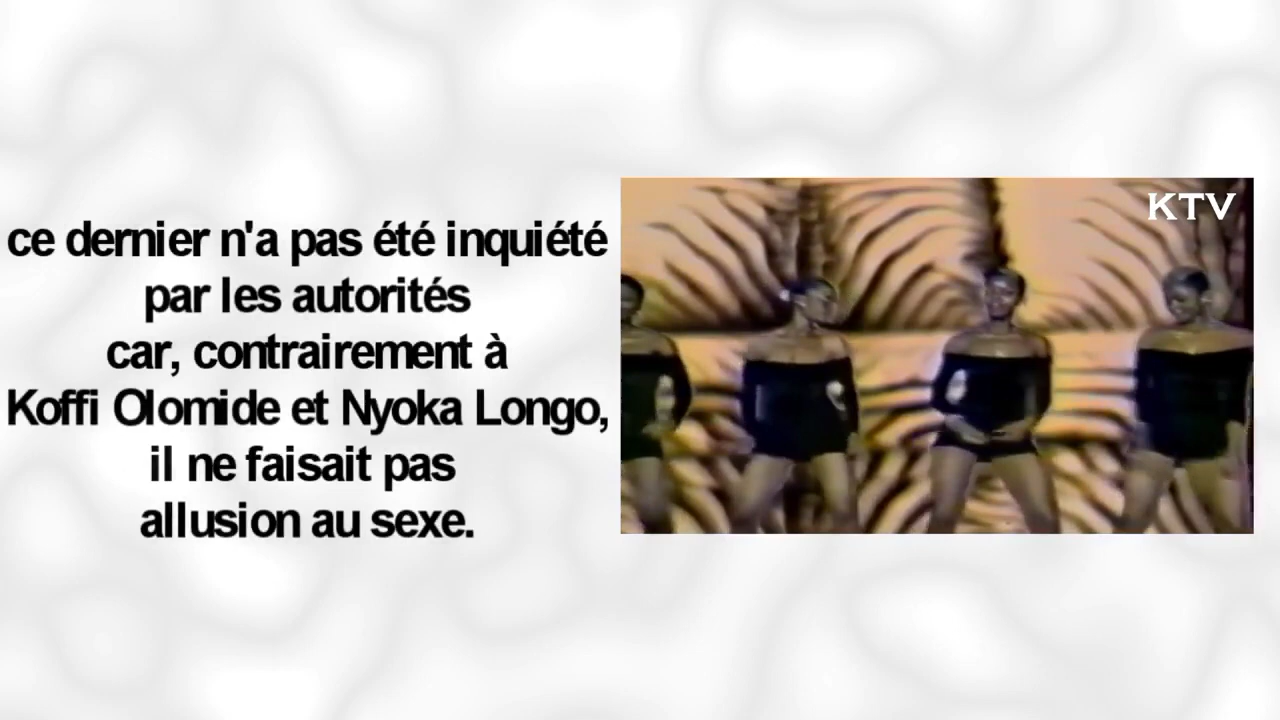 ce dernier n'a pas été inquiété
par les autorités
car, contrairement à
Koffi Olomide et Nyoka Longo,
il ne faisait pas
allusion au sexe.
KTV